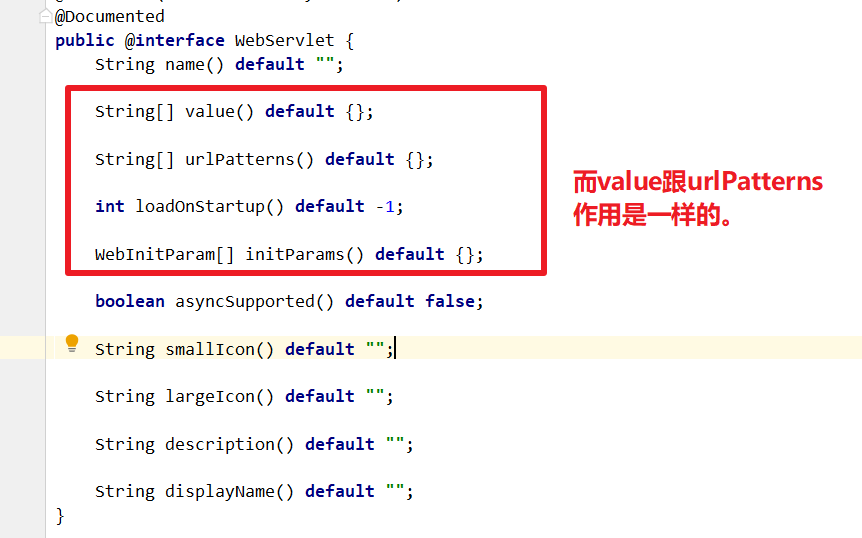 @Documented
public @interface WebServlet {
String name() default "";
String[] value() default {};
String[] urlPatterns() default {};
int loadOnStartup() default -1;
WebInitParam[] initParams() default {};
boolean asyncSupported() default false;
String smallIcon() default "";
String largeIcon() default "";
String description() default "";
String displayName() default "";
}
而value跟urlPatterns
作用是一样的。